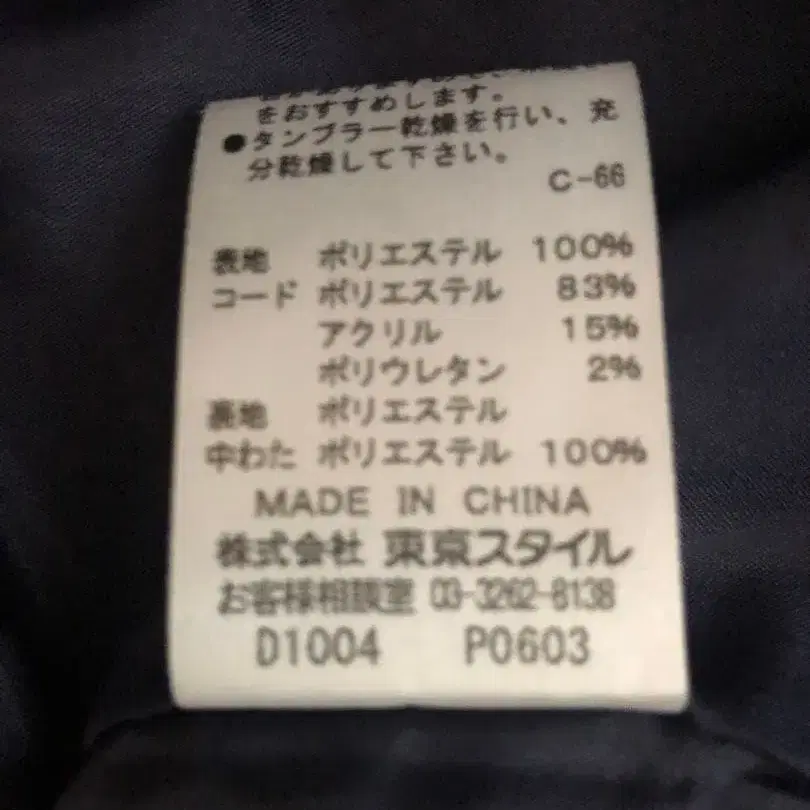 をおすすめします。
●タンブラー乾燥を行い、充
分乾燥して下さい。
C-66
表地 ポリエステル 100%
コード ポリエステル 83%
アクリル 15%
ポリウレタン 2%
裏地 ポリエステル
中わた ポリエステル 100%
MADE IN CHINA
株式会社 東京スタイル
お客様相談室 03-3262-8138
D1004 P0603